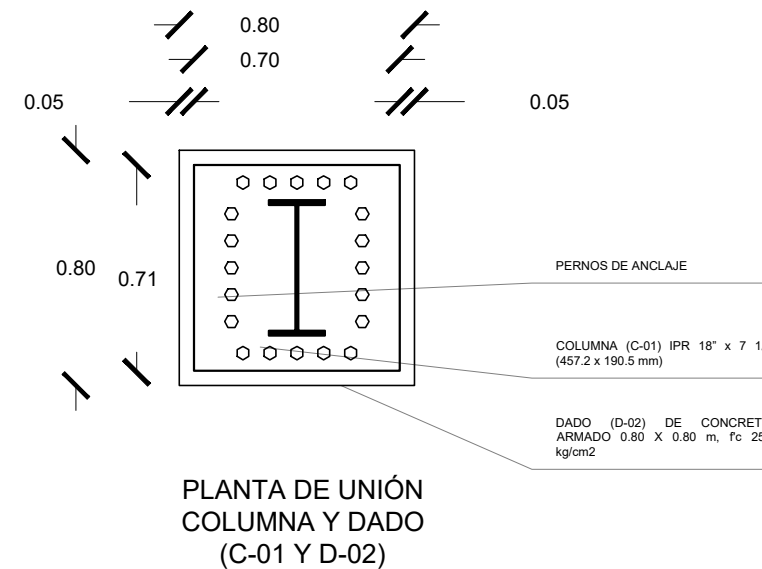 0.80
0.70
0.05
0.05
0.80
0.71
PERNOS DE ANCLAJE
COLUMNA (C-01) IPR 18" x 7
(457.2 x 190.5 mm)
DADO (D-02) DE
ARMADO 0.80 X 0.80 m, f'c
kg/cm2
PLANTA DE UNIÓN
COLUMNA Y DADO
(C-01 Y D-02)